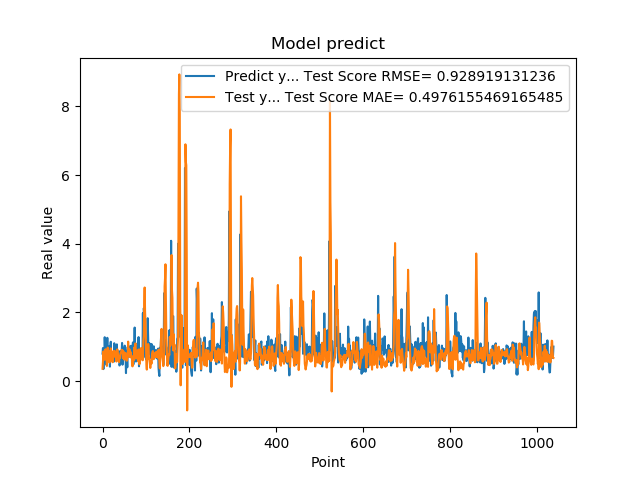 Model predict
Predict y... Test Score RMSE= 0.928919131236
Test y... Test Score MAE= 0.4976155469165485
Real value
8
6
4
2
0
0 200 400 600 800 1000
Point